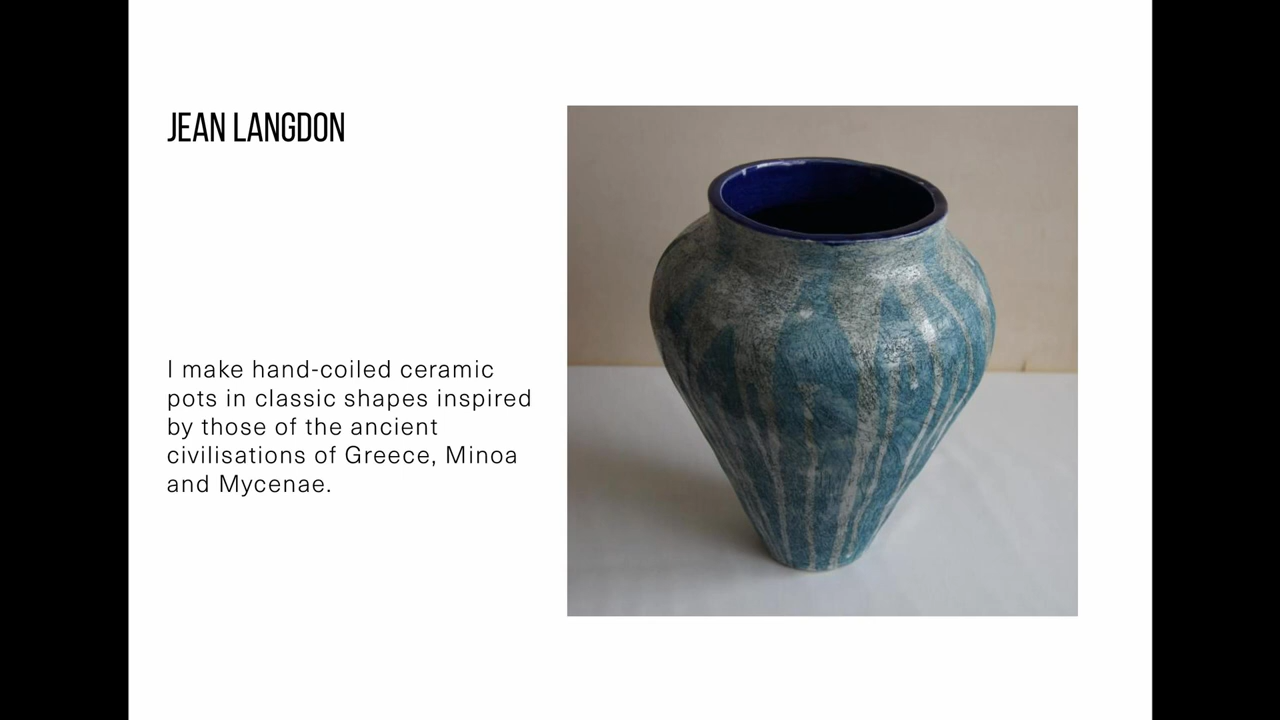 JEAN LANGDON
I make hand-coiled ceramic
pots in classic shapes inspired
by those of the ancient
civilisations of Greece, Minoa
and Mycenae.